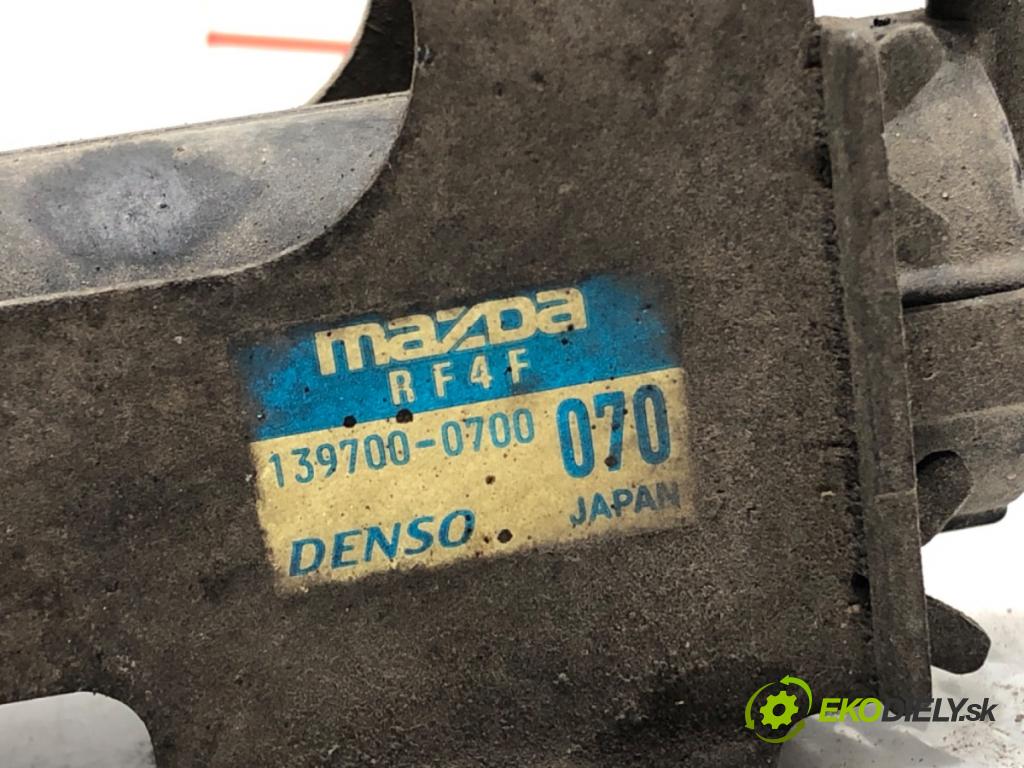 mazda
RF4F
139700-0700 070
DENSO JAPAN
EKODIELY.sk